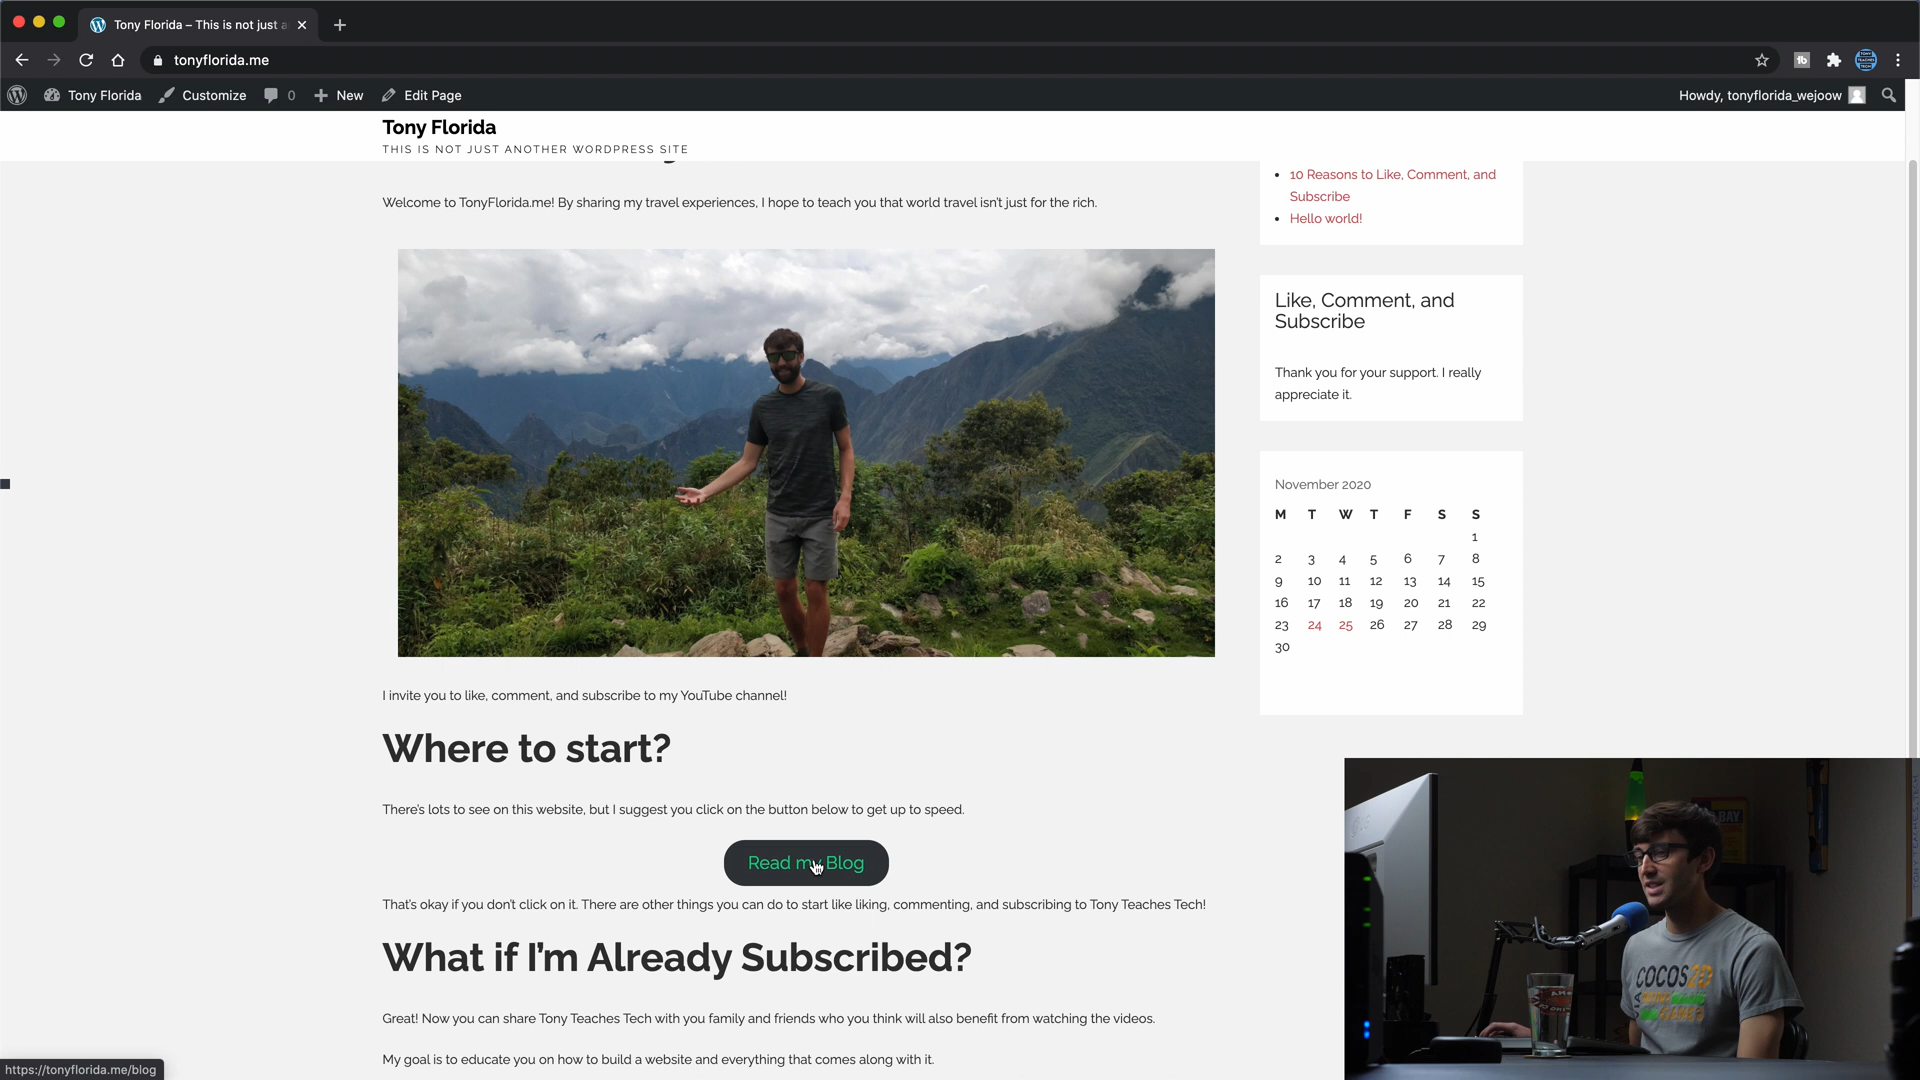 Tony Florida – This is not just a
tonyflorida.me
Tony Florida Customize 0 New Edit Page Howdy, tonyflorida_wejoow
Tony Florida
THIS IS NOT JUST ANOTHER WORDPRESS SITE
Welcome to TonyFlorida.me! By sharing my travel experiences, I hope to teach you that world travel isn't just for the rich.
I invite you to like, comment, and subscribe to my YouTube channel!
Where to start?
There's lots to see on this website, but I suggest you click on the button below to get up to speed.
Read my Blog
That's okay if you don't click on it. There are other things you can do to start like liking, commenting, and subscribing to Tony Teaches Tech!
What if I'm Already Subscribed?
Great! Now you can share Tony Teaches Tech with you family and friends who you think will also benefit from watching the videos.
My goal is to educate you on how to build a website and everything that comes along with it.
10 Reasons to Like, Comment, and
Subscribe
Hello world!
Like, Comment, and
Subscribe
Thank you for your support. I really
appreciate it.
November 2020
M T W T F S S
1
2 3 4 5 6 7 8
9 10 11 12 13 14 15
16 17 18 19 20 21 22
23 24 25 26 27 28 29
30
COCOS2D
https://tonyflorida.me/blog